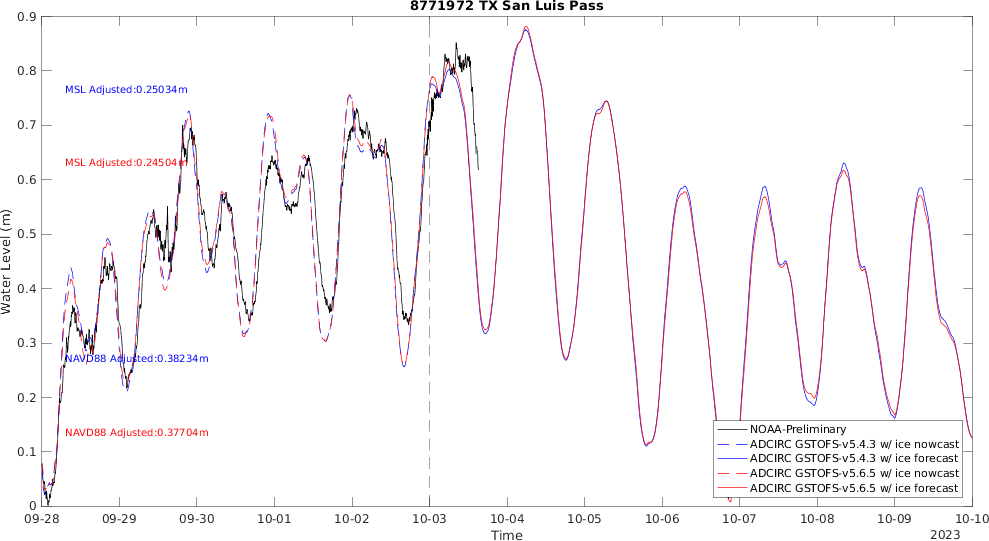 8771972 TX San Luis Pass
0.9
0.8
0.7
0.6
0.5
0.4
0.3
0.2
0.1
0
Water Level (m)
MSL Adjusted:0.25034m
MSL Adjusted:0.24504m
NAVD88 Adjusted:0.38234m
NAVD88 Adjusted:0.37704m
NOAA-Preliminary
ADCIRC GSTOFS-v5.4.3 w/ ice nowcast
ADCIRC GSTOFS-v5.4.3 w/ ice forecast
ADCIRC GSTOFS-v5.6.5 w/ ice nowcast
ADCIRC GSTOFS-v5.6.5 w/ ice forecast
09-28 09-29 09-30 10-01 10-02 10-03 10-04 10-05 10-06 10-07 10-08 10-09 10-10
Time
2023